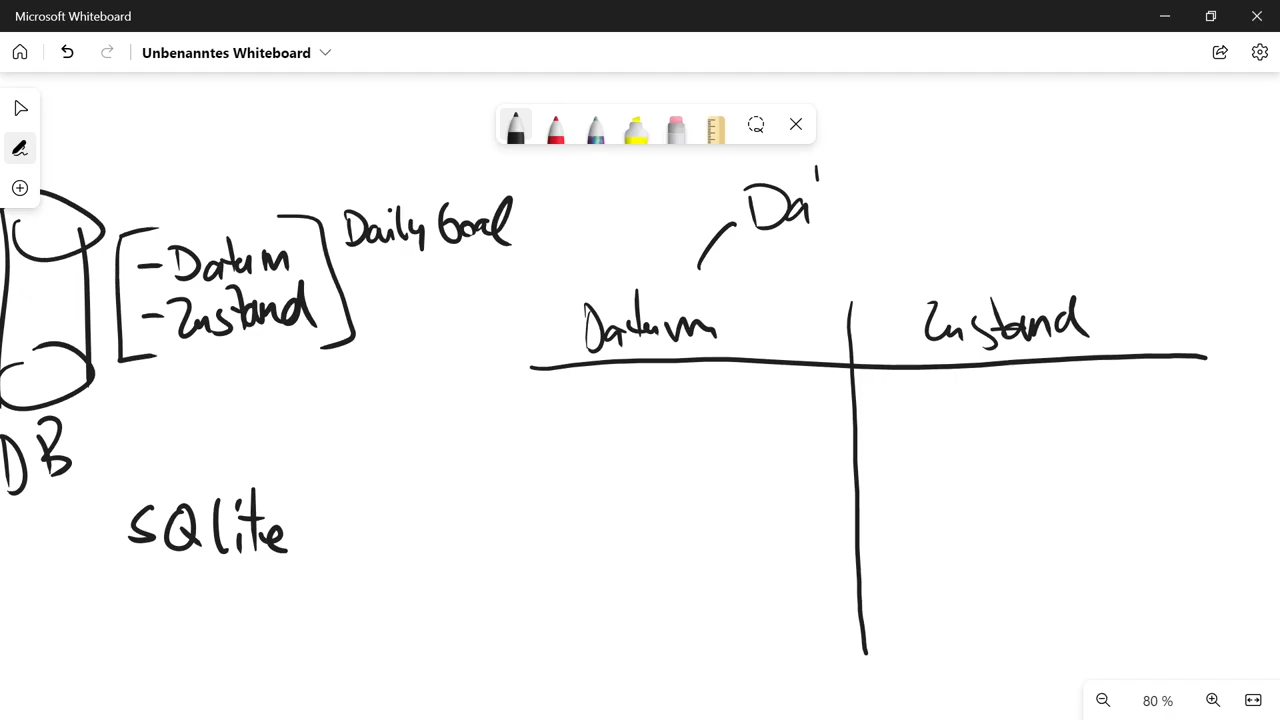 Microsoft Whiteboard
Unbenanntes Whiteboard
Daily Goal
- Datum
- Zustand
DB
SQlite
Da
Datum
Zustand
80 %